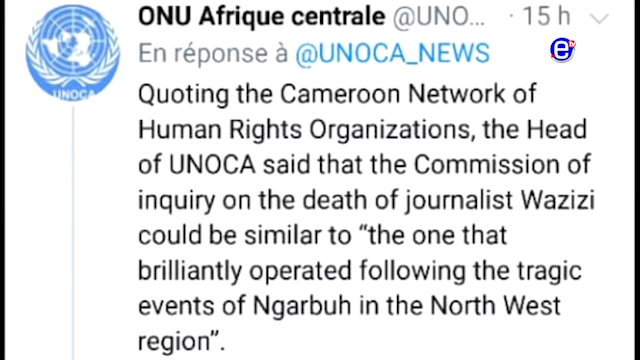 ONU Afrique centrale @UNO... · 15 h
En réponse à @UNOCA_NEWS
Quoting the Cameroon Network of
Human Rights Organizations, the Head
of UNOCA said that the Commission of
inquiry on the death of journalist Wazizi
could be similar to “the one that
brilliantly operated following the tragic
events of Ngarbuh in the North West
region”.
UNOCA
e